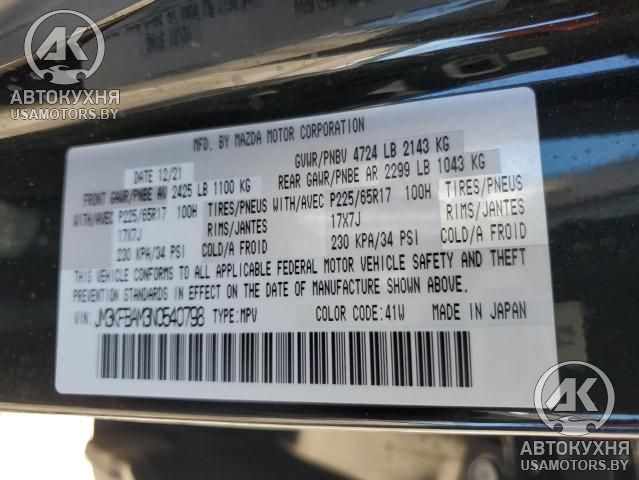 AK
АВТОКУХНЯ
USAMOTORS.BY
MFD. BY MAZDA MOTOR CORPORATION
DATE 12/21
GVWR/PNBV 4724 LB 2143 KG
FRONT GAWR/PNBE AV 2425 LB 1100 KG
REAR GAWR/PNBE AR 2299 LB 1043 KG
WITH/AVEC P225/65R17 100H TIRES/PNEUS WITH/AVEC P225/65R17 100H TIRES/PNEUS
17X7J RIMS/JANTES 17X7J RIMS/JANTES
230 KPA/34 PSI COLD/A FROID 230 KPA/34 PSI COLD/A FROID
THIS VEHICLE CONFORMS TO ALL APPLICABLE FEDERAL MOTOR VEHICLE SAFETY AND THEFT
PREVENTION STANDARDS IN EFFECT ON THE DATE OF MANUFACTURE SHOWN ABOVE.
VIN: JM3KFBAM3N0540798 TYPE: MPV COLOR CODE: 41W MADE IN JAPAN
AK
АВТОКУХНЯ
USAMOTORS.BY